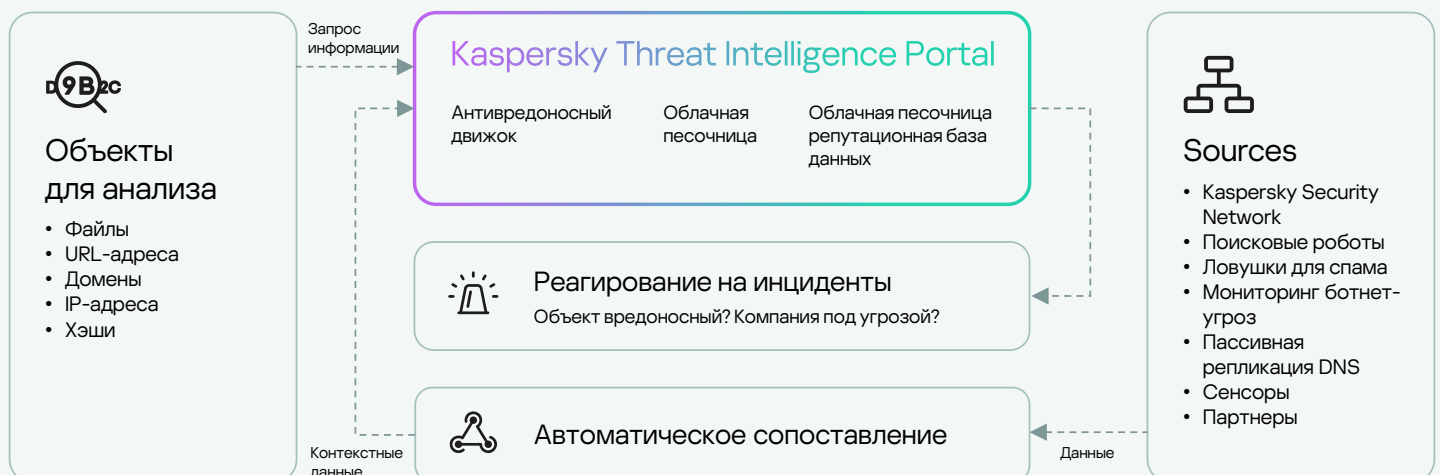 D9B2C
Объекты
для анализа
• Файлы
• URL-адреса
• Домены
• IP-адреса
• Хэши
Запрос
информации
Kaspersky Threat Intelligence Portal
Антивредоносный
движок
Облачная
песочница
Облачная песочница
репутационная база
данных
Реагирование на инциденты
Объект вредоносный? Компания под угрозой?
Автоматическое сопоставление
Контекстные
данные
Данные
Sources
• Kaspersky Security
Network
• Поисковые роботы
• Ловушки для спама
• Мониторинг ботнет-
угроз
• Пассивная
репликация DNS
• Сенсоры
• Партнеры